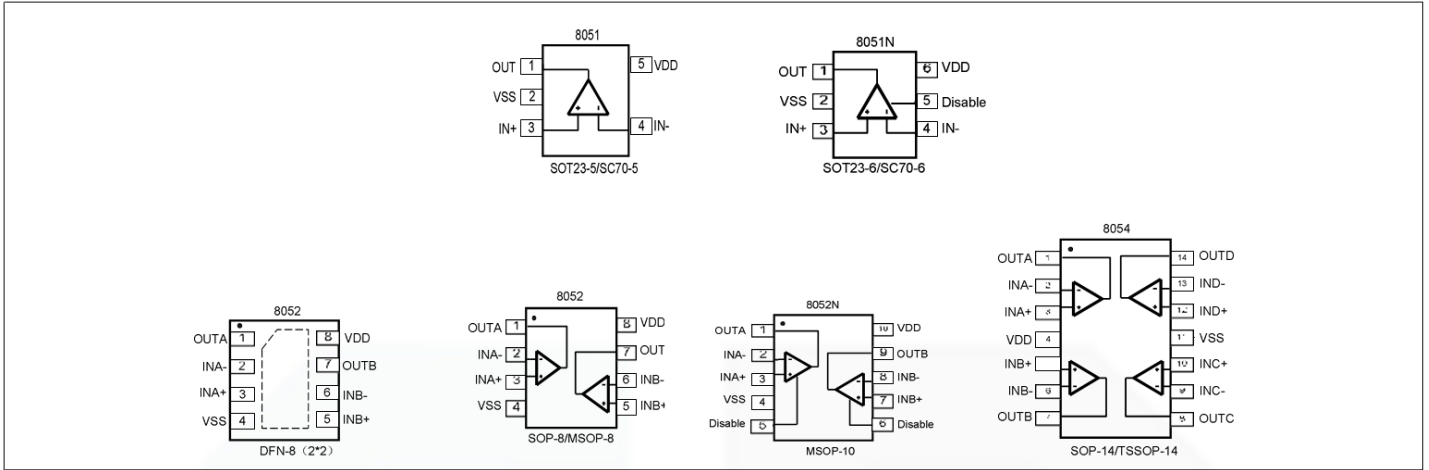 8051
OUT 1 5 VDD
VSS 2
IN+ 3 4 IN-
SOT23-5/SC70-5
8051N
OUT 1 6 VDD
VSS 2 5 Disable
IN+ 3 4 IN-
SOT23-6/SC70-6
8052
OUTA 1 8 VDD
INA- 2 7 OUTB
INA+ 3 6 INB-
VSS 4 5 INB+
DFN-8（2*2）
8052
OUTA 1 8 VDD
INA- 2 7 OUT
INA+ 3 6 INB-
VSS 4 5 INB+
SOP-8/MSOP-8
8052N
OUTA 1 10 VDD
INA- 2 9 OUTB
INA+ 3 8 INB-
VSS 4 7 INB+
Disable 5 6 Disable
MSOP-10
8054
OUTA 1 14 OUTD
INA- 2 13 IND-
INA+ 3 12 IND+
VDD 4 11 VSS
INB+ 10 INC+
INB- 6 9 INC-
OUTB 7 8 OUTC
SOP-14/TSSOP-14